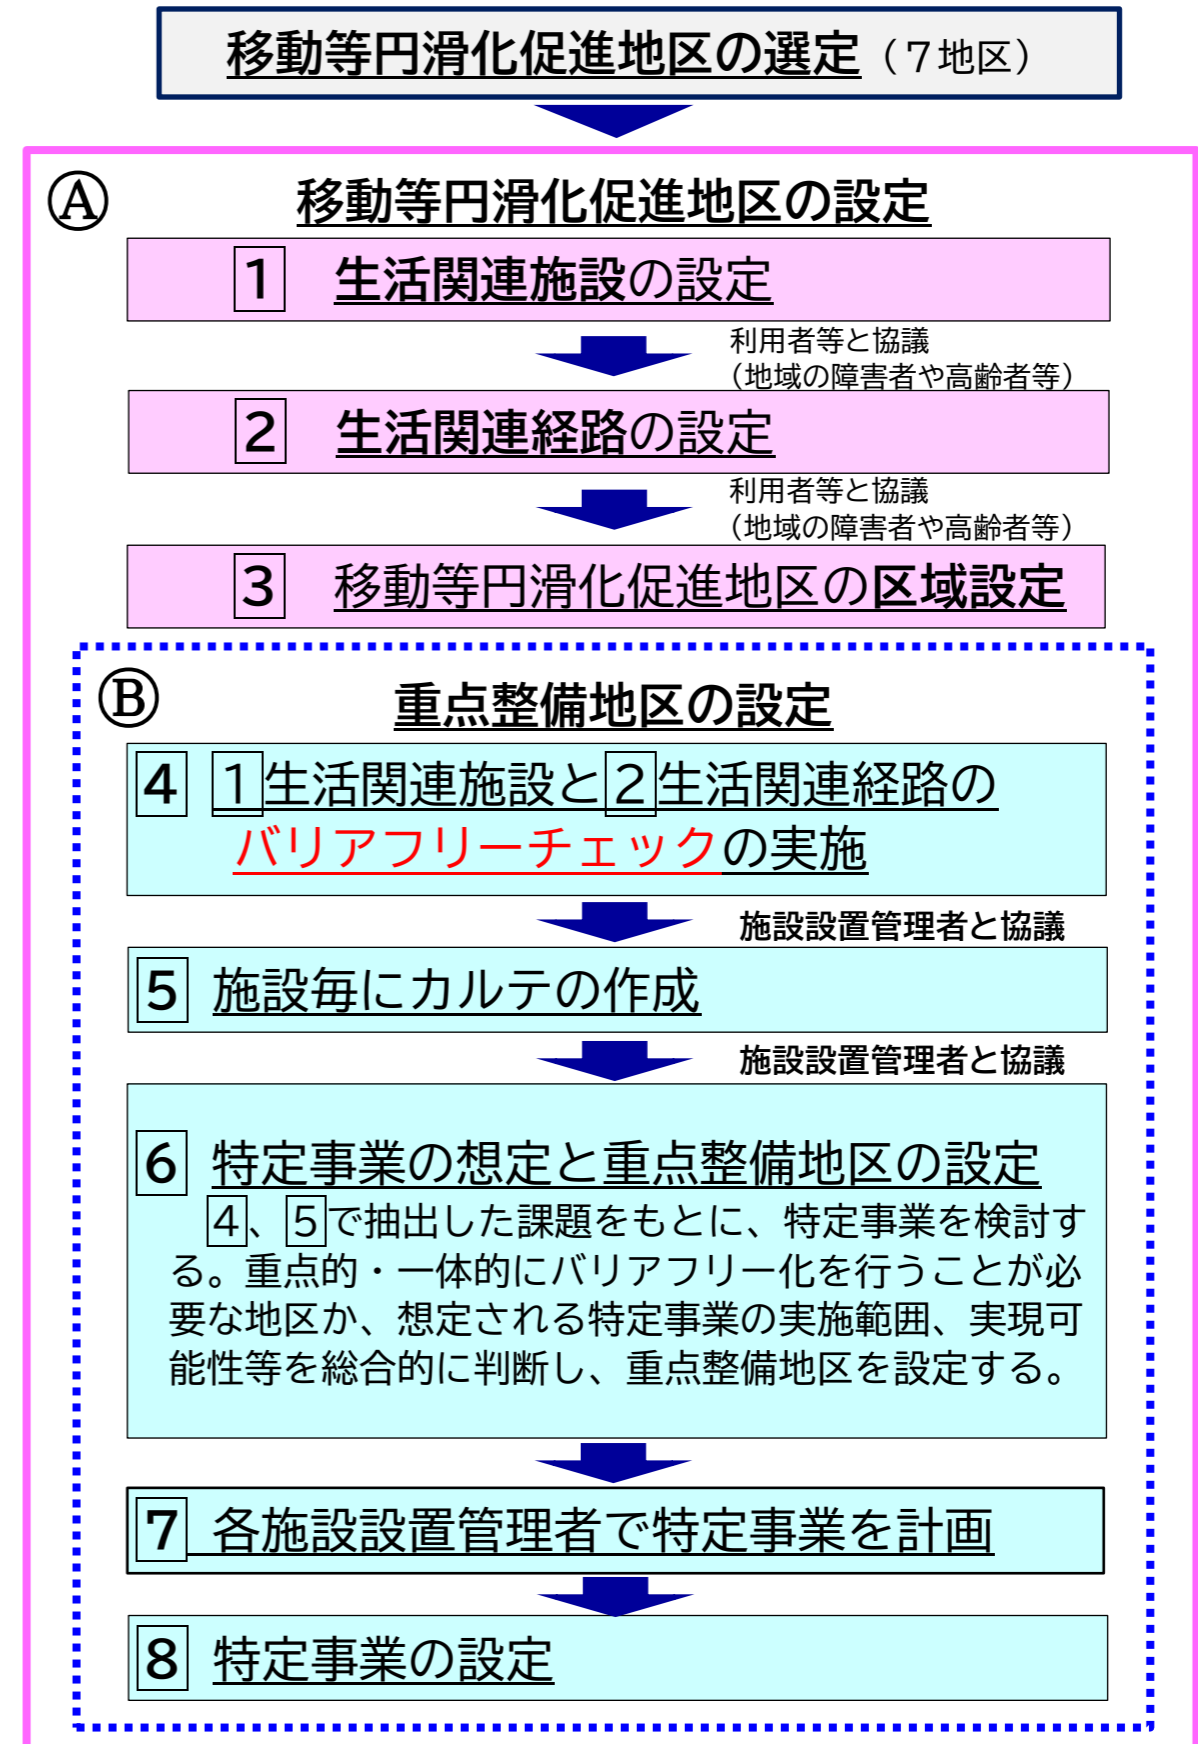 移動等円滑化促進地区の選定（７地区）
Ⓐ 移動等円滑化促進地区の設定
1 生活関連施設の設定
利用者等と協議
（地域の障害者や高齢者等）
2 生活関連経路の設定
利用者等と協議
（地域の障害者や高齢者等）
3 移動等円滑化促進地区の区域設定
Ⓑ 重点整備地区の設定
4 1生活関連施設と2生活関連経路の
バリアフリーチェックの実施
施設設置管理者と協議
5 施設毎にカルテの作成
施設設置管理者と協議
6 特定事業の想定と重点整備地区の設定
4、5で抽出した課題をもとに、特定事業を検討す
る。重点的・一体的にバリアフリー化を行うことが必
要な地区か、想定される特定事業の実施範囲、実現可
能性等を総合的に判断し、重点整備地区を設定する。
7 各施設設置管理者で特定事業を計画
8 特定事業の設定